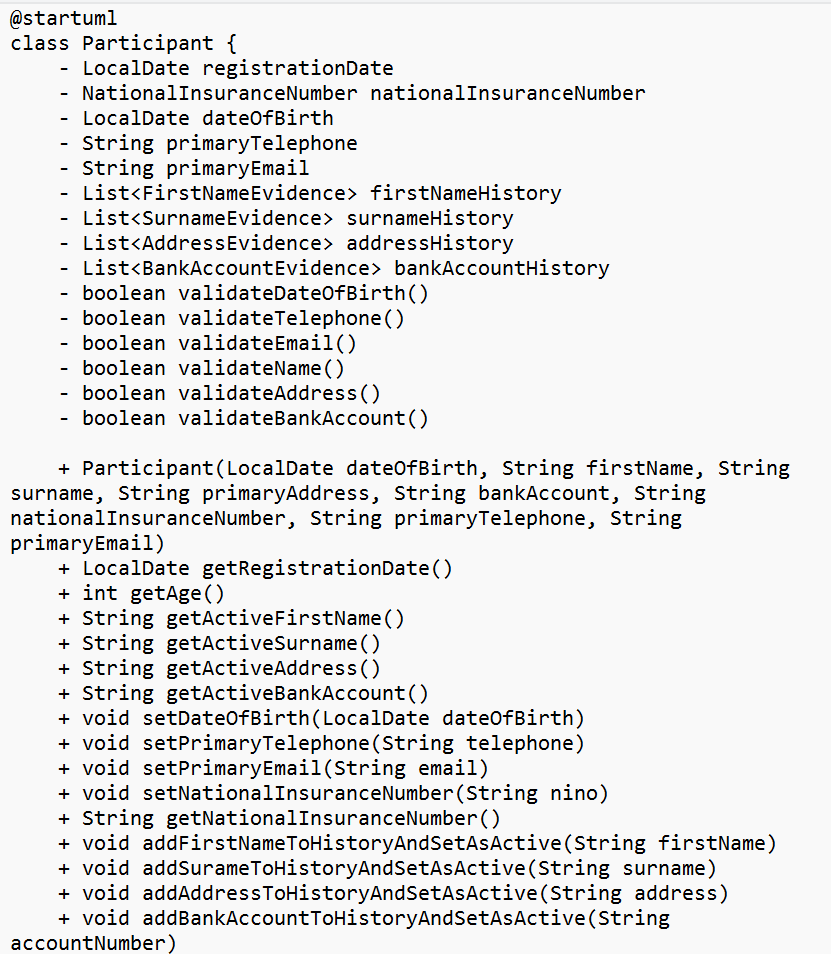 @startuml
class Participant {
    - LocalDate registrationDate
    - NationalInsuranceNumber nationalInsuranceNumber
    - LocalDate dateOfBirth
    - String primaryTelephone
    - String primaryEmail
    - List<FirstNameEvidence> firstNameHistory
    - List<SurnameEvidence> surnameHistory
    - List<AddressEvidence> addressHistory
    - List<BankAccountEvidence> bankAccountHistory
    - boolean validateDateOfBirth()
    - boolean validateTelephone()
    - boolean validateEmail()
    - boolean validateName()
    - boolean validateAddress()
    - boolean validateBankAccount()

    + Participant(LocalDate dateOfBirth, String firstName, String
surname, String primaryAddress, String bankAccount, String
nationalInsuranceNumber, String primaryTelephone, String
primaryEmail)
    + LocalDate getRegistrationDate()
    + int getAge()
    + String getActiveFirstName()
    + String getActiveSurname()
    + String getActiveAddress()
    + String getActiveBankAccount()
    + void setDateOfBirth(LocalDate dateOfBirth)
    + void setPrimaryTelephone(String telephone)
    + void setPrimaryEmail(String email)
    + void setNationalInsuranceNumber(String nino)
    + String getNationalInsuranceNumber()
    + void addFirstNameToHistoryAndSetAsActive(String firstName)
    + void addSurameToHistoryAndSetAsActive(String surname)
    + void addAddressToHistoryAndSetAsActive(String address)
    + void addBankAccountToHistoryAndSetAsActive(String
accountNumber)